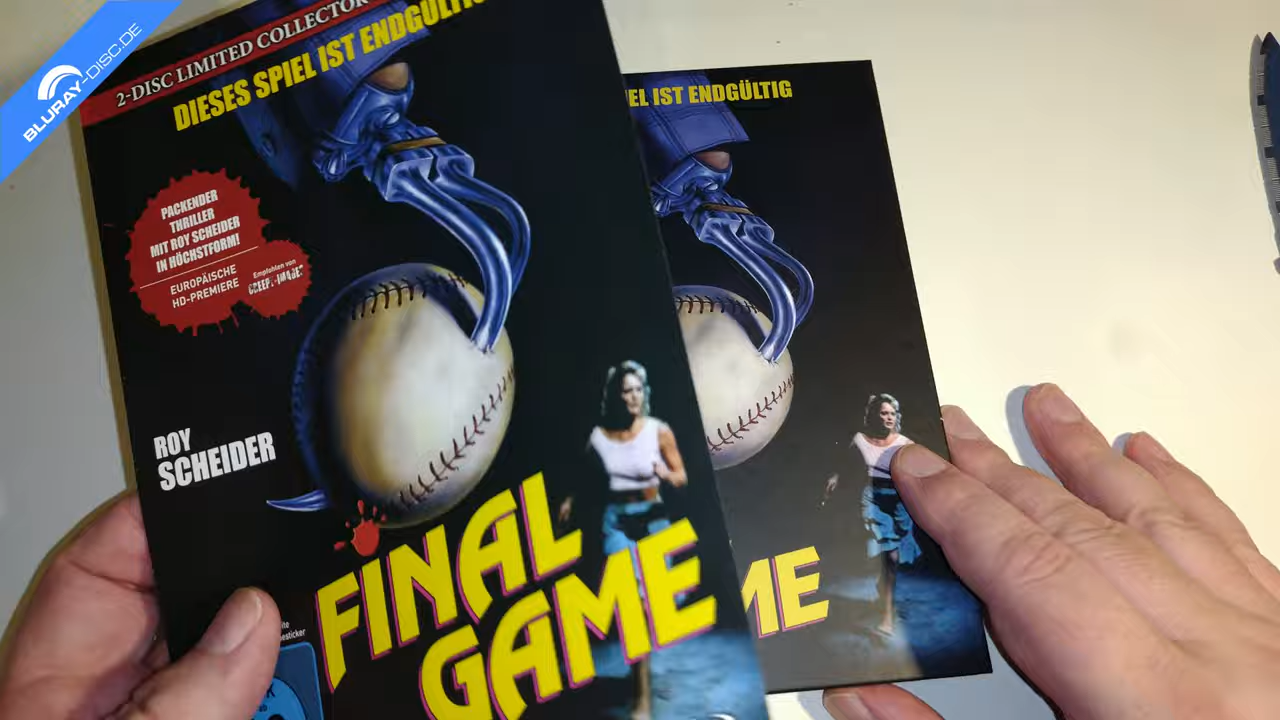 BLURAY-DISC.DE
2-DISC LIMITED COLLECTOR
DIESES SPIEL IST ENDGÜLTIG
EL IST ENDGÜLTIG
PACKENDER
THRILLER
MIT ROY SCHEIDER
IN HÖCHSTFORM!
EUROPÄISCHE
HD-PREMIERE
Empfohlen von
ROY
SCHEIDER
FINAL
GAME
ME